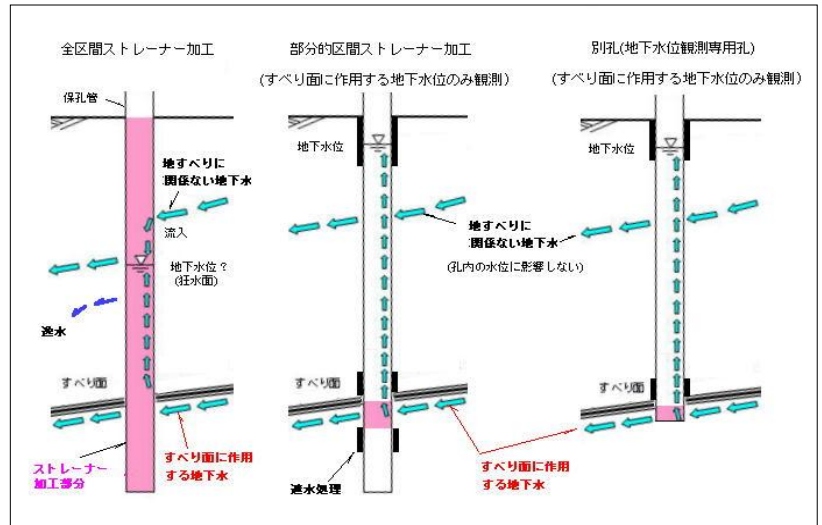 全区間ストレーナー加工
部分的区間ストレーナー加工
(すべり面に作用する地下水位のみ観測)
別孔(地下水位観測専用孔)
(すべり面に作用する地下水位のみ観測)
保孔管
地すべりに
関係ない地下水
流入
地下水位?
(狂水面)
逸水
すべり面
ストレーナー
加工部分
すべり面に作用
する地下水
地下水位
地すべりに
関係ない地下水
(孔内の水位に影響しない)
すべり面
遮水処理
すべり面に作用
する地下水
地下水位
すべり面